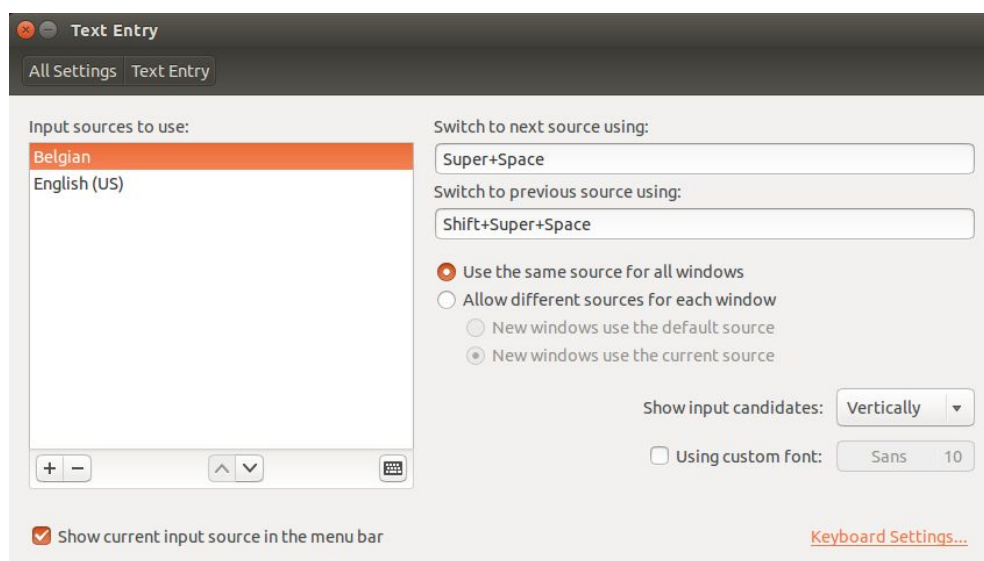 Text Entry
All Settings Text Entry
Input sources to use:
Belgian
English (US)
Switch to next source using:
Super+Space
Switch to previous source using:
Shift+Super+Space
Use the same source for all windows
Allow different sources for each window
New windows use the default source
New windows use the current source
Show input candidates: Vertically
Using custom font: Sans 10
Show current input source in the menu bar
Keyboard Settings...